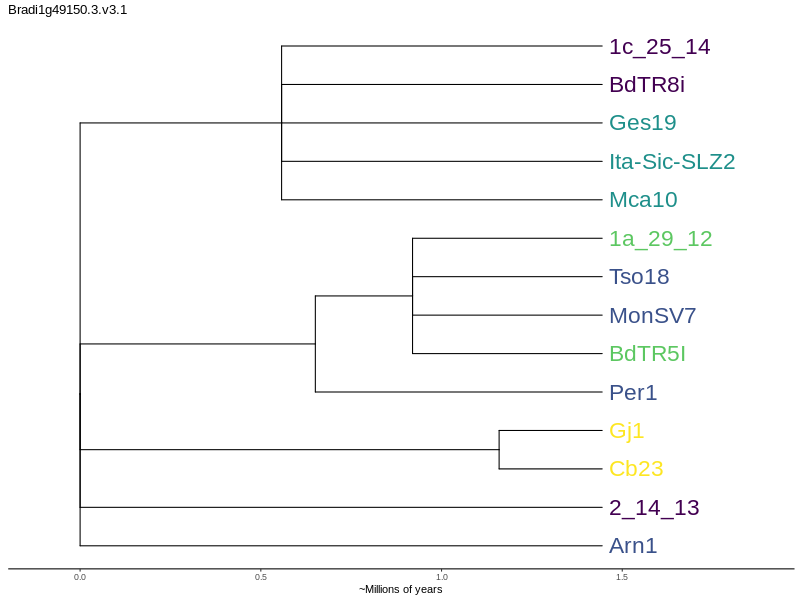 Bradi1g49150.3.v3.1
1c_25_14
BdTR8i
Ges19
Ita-Sic-SLZ2
Mca10
1a_29_12
Tso18
MonSV7
BdTR5I
Per1
Gj1
Cb23
2_14_13
Arn1
0.0 0.5 1.0 1.5
~Millions of years